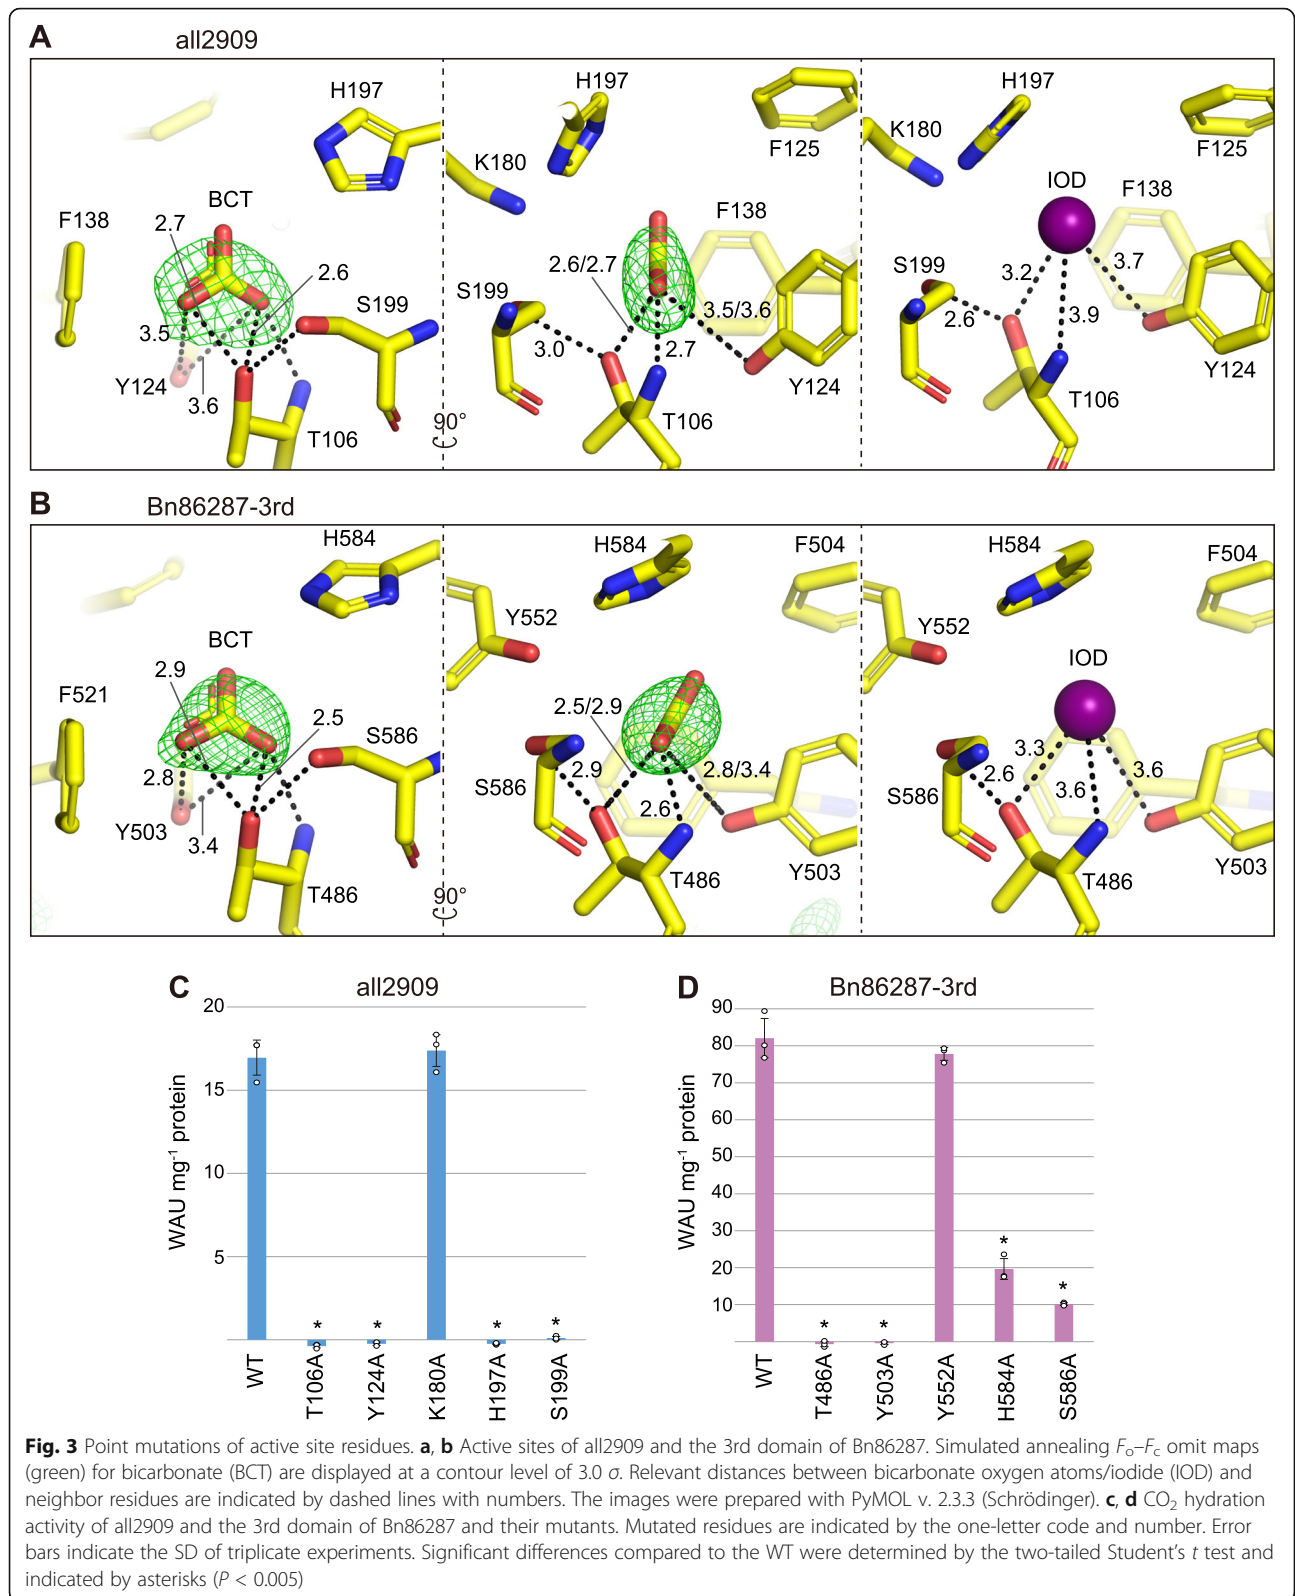 A
all2909
H197
BCT
2.7
F138
2.6
S199
3.5
Y124
3.6
T106
90°
H197
K180
F125
F138
2.6/2.7
S199
3.5/3.6
3.0
2.7
Y124
T106
H197
K180
F125
IOD
F138
3.7
S199
3.2
2.6
3.9
Y124
T106
B
Bn86287-3rd
H584
BCT
2.9
F521
2.5
S586
2.8
Y503
3.4
T486
90°
H584
F504
Y552
2.5/2.9
2.9
2.8/3.4
S586
2.6
T486
Y503
H584
F504
Y552
IOD
3.3
2.6
3.6
3.6
S586
Y503
T486
C
all2909
20
15
10
5
WAU mg-1 protein
* * * *
WT
T106A
Y124A
K180A
H197A
S199A
D
Bn86287-3rd
90
80
70
60
50
40
30
20
10
WAU mg-1 protein
* * * *
WT
T486A
Y503A
Y552A
H584A
S586A
Fig. 3 Point mutations of active site residues. a, b Active sites of all2909 and the 3rd domain of Bn86287. Simulated annealing Fo–Fc omit maps
(green) for bicarbonate (BCT) are displayed at a contour level of 3.0 σ. Relevant distances between bicarbonate oxygen atoms/iodide (IOD) and
neighbor residues are indicated by dashed lines with numbers. The images were prepared with PyMOL v. 2.3.3 (Schrödinger). c, d CO2 hydration
activity of all2909 and the 3rd domain of Bn86287 and their mutants. Mutated residues are indicated by the one-letter code and number. Error
bars indicate the SD of triplicate experiments. Significant differences compared to the WT were determined by the two-tailed Student's t test and
indicated by asterisks (P < 0.005)